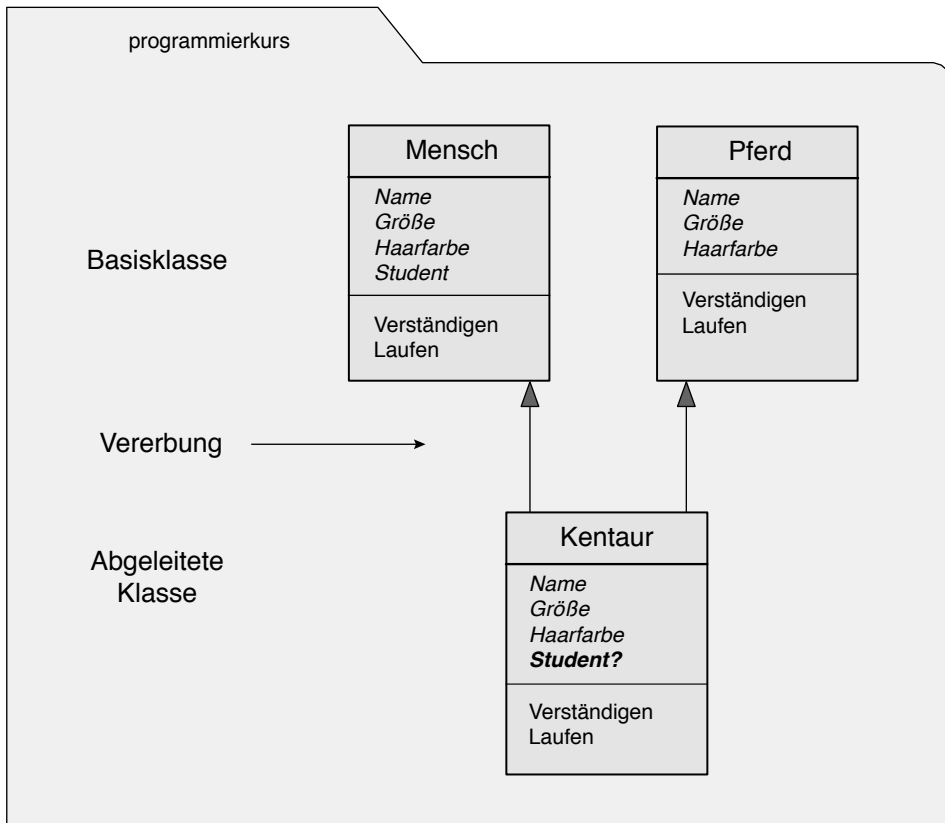 programmierkurs
Mensch
Name
Größe
Haarfarbe
Student
Verständigen
Laufen
Pferd
Name
Größe
Haarfarbe
Verständigen
Laufen
Basisklasse
Vererbung
Abgeleitete
Klasse
Kentaur
Name
Größe
Haarfarbe
Student?
Verständigen
Laufen